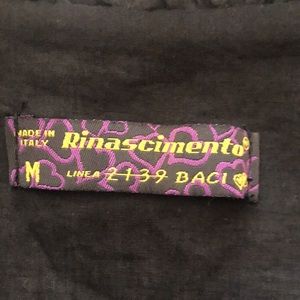 MADE IN
ITALY
Rinascimento
M
LINEA 2139 BACI